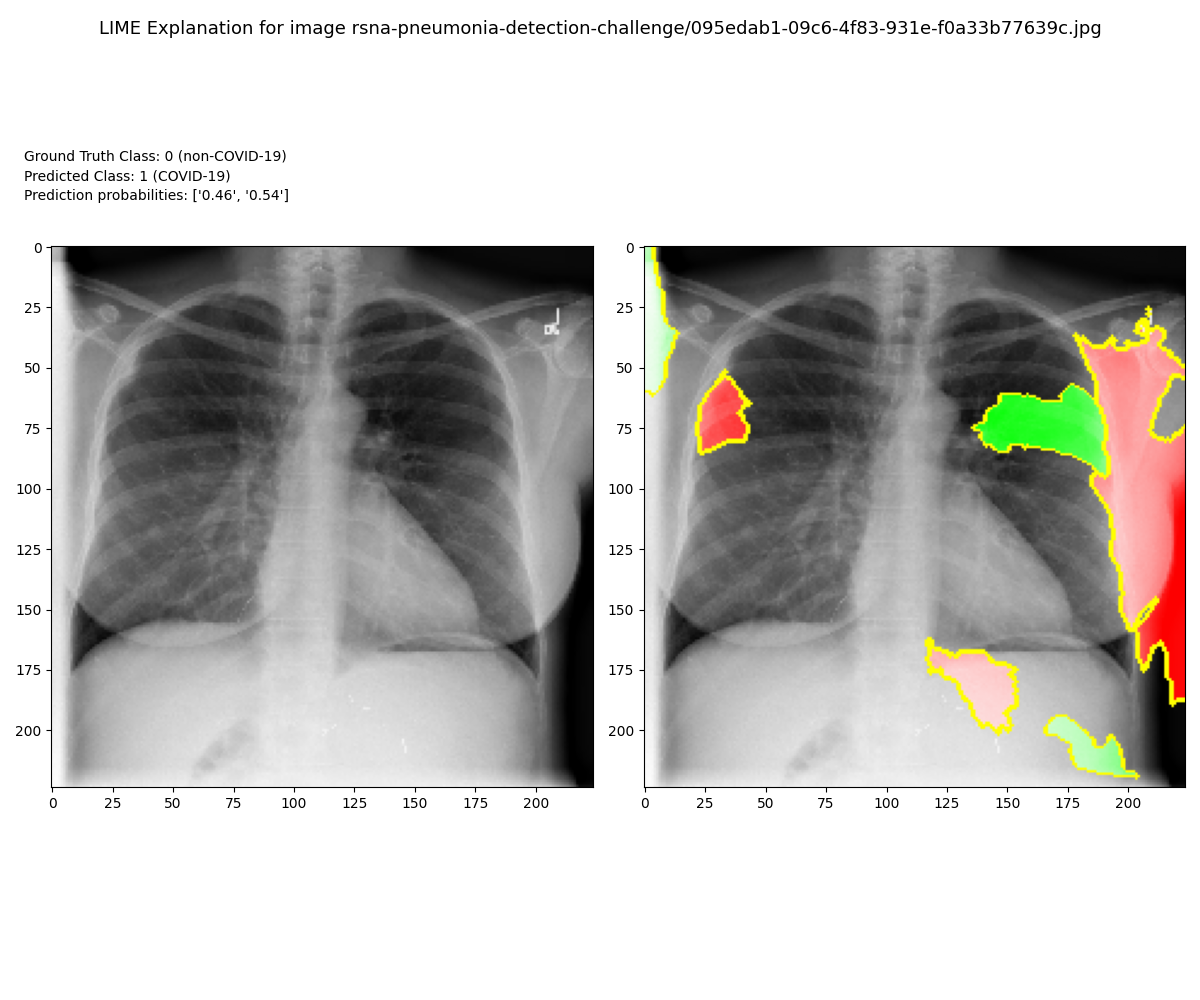 LIME Explanation for image rsna-pneumonia-detection-challenge/095edab1-09c6-4f83-931e-f0a33b77639c.jpg
Ground Truth Class: 0 (non-COVID-19)
Predicted Class: 1 (COVID-19)
Prediction probabilities: ['0.46', '0.54']
0
25
50
75
100
125
150
175
200
0 25 50 75 100 125 150 175 200
L
0
25
50
75
100
125
150
175
200
0 25 50 75 100 125 150 175 200